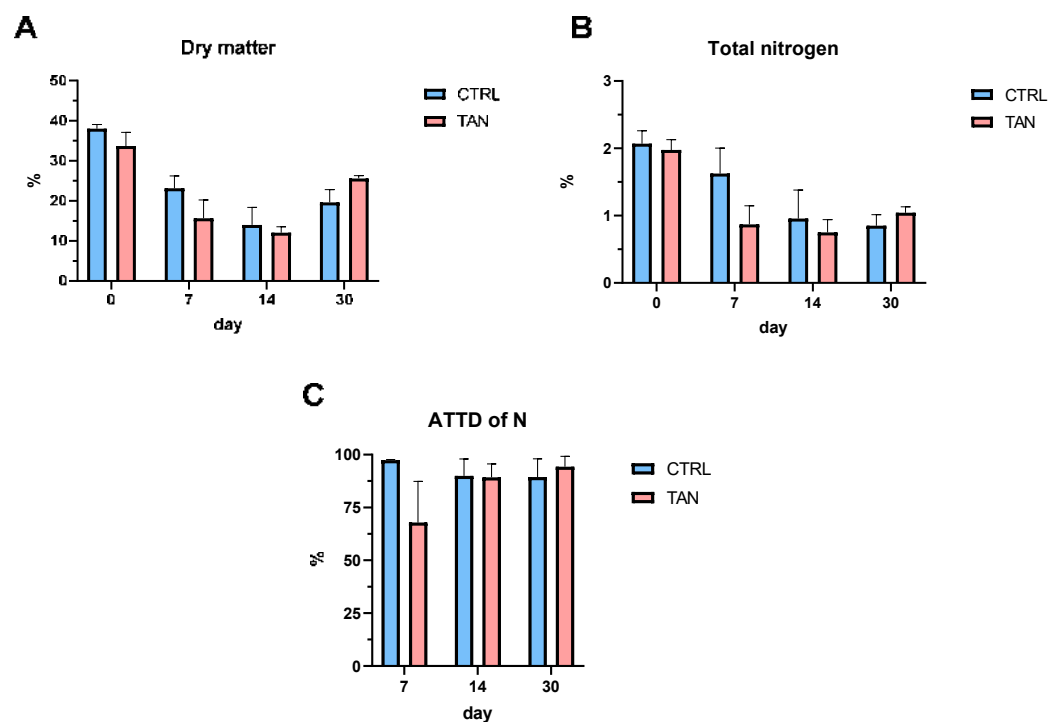 A
Dry matter
50
40
30
20
10
0
%
0 7 14 30
day
CTRL
TAN
B
Total nitrogen
3
2
1
0
%
0 7 14 30
day
CTRL
TAN
C
ATTD of N
100
75
50
25
0
%
7 14 30
day
CTRL
TAN